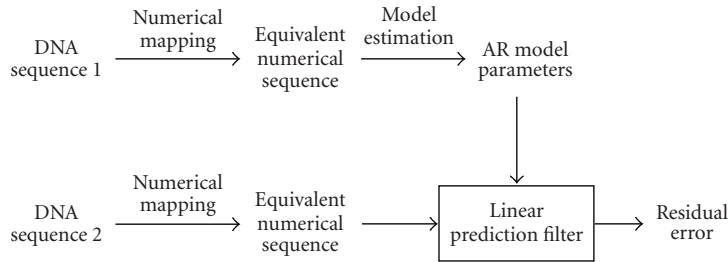 DNA
sequence 1
Numerical
mapping
Equivalent
numerical
sequence
Model
estimation
AR model
parameters
DNA
sequence 2
Numerical
mapping
Equivalent
numerical
sequence
Linear
prediction filter
Residual
error